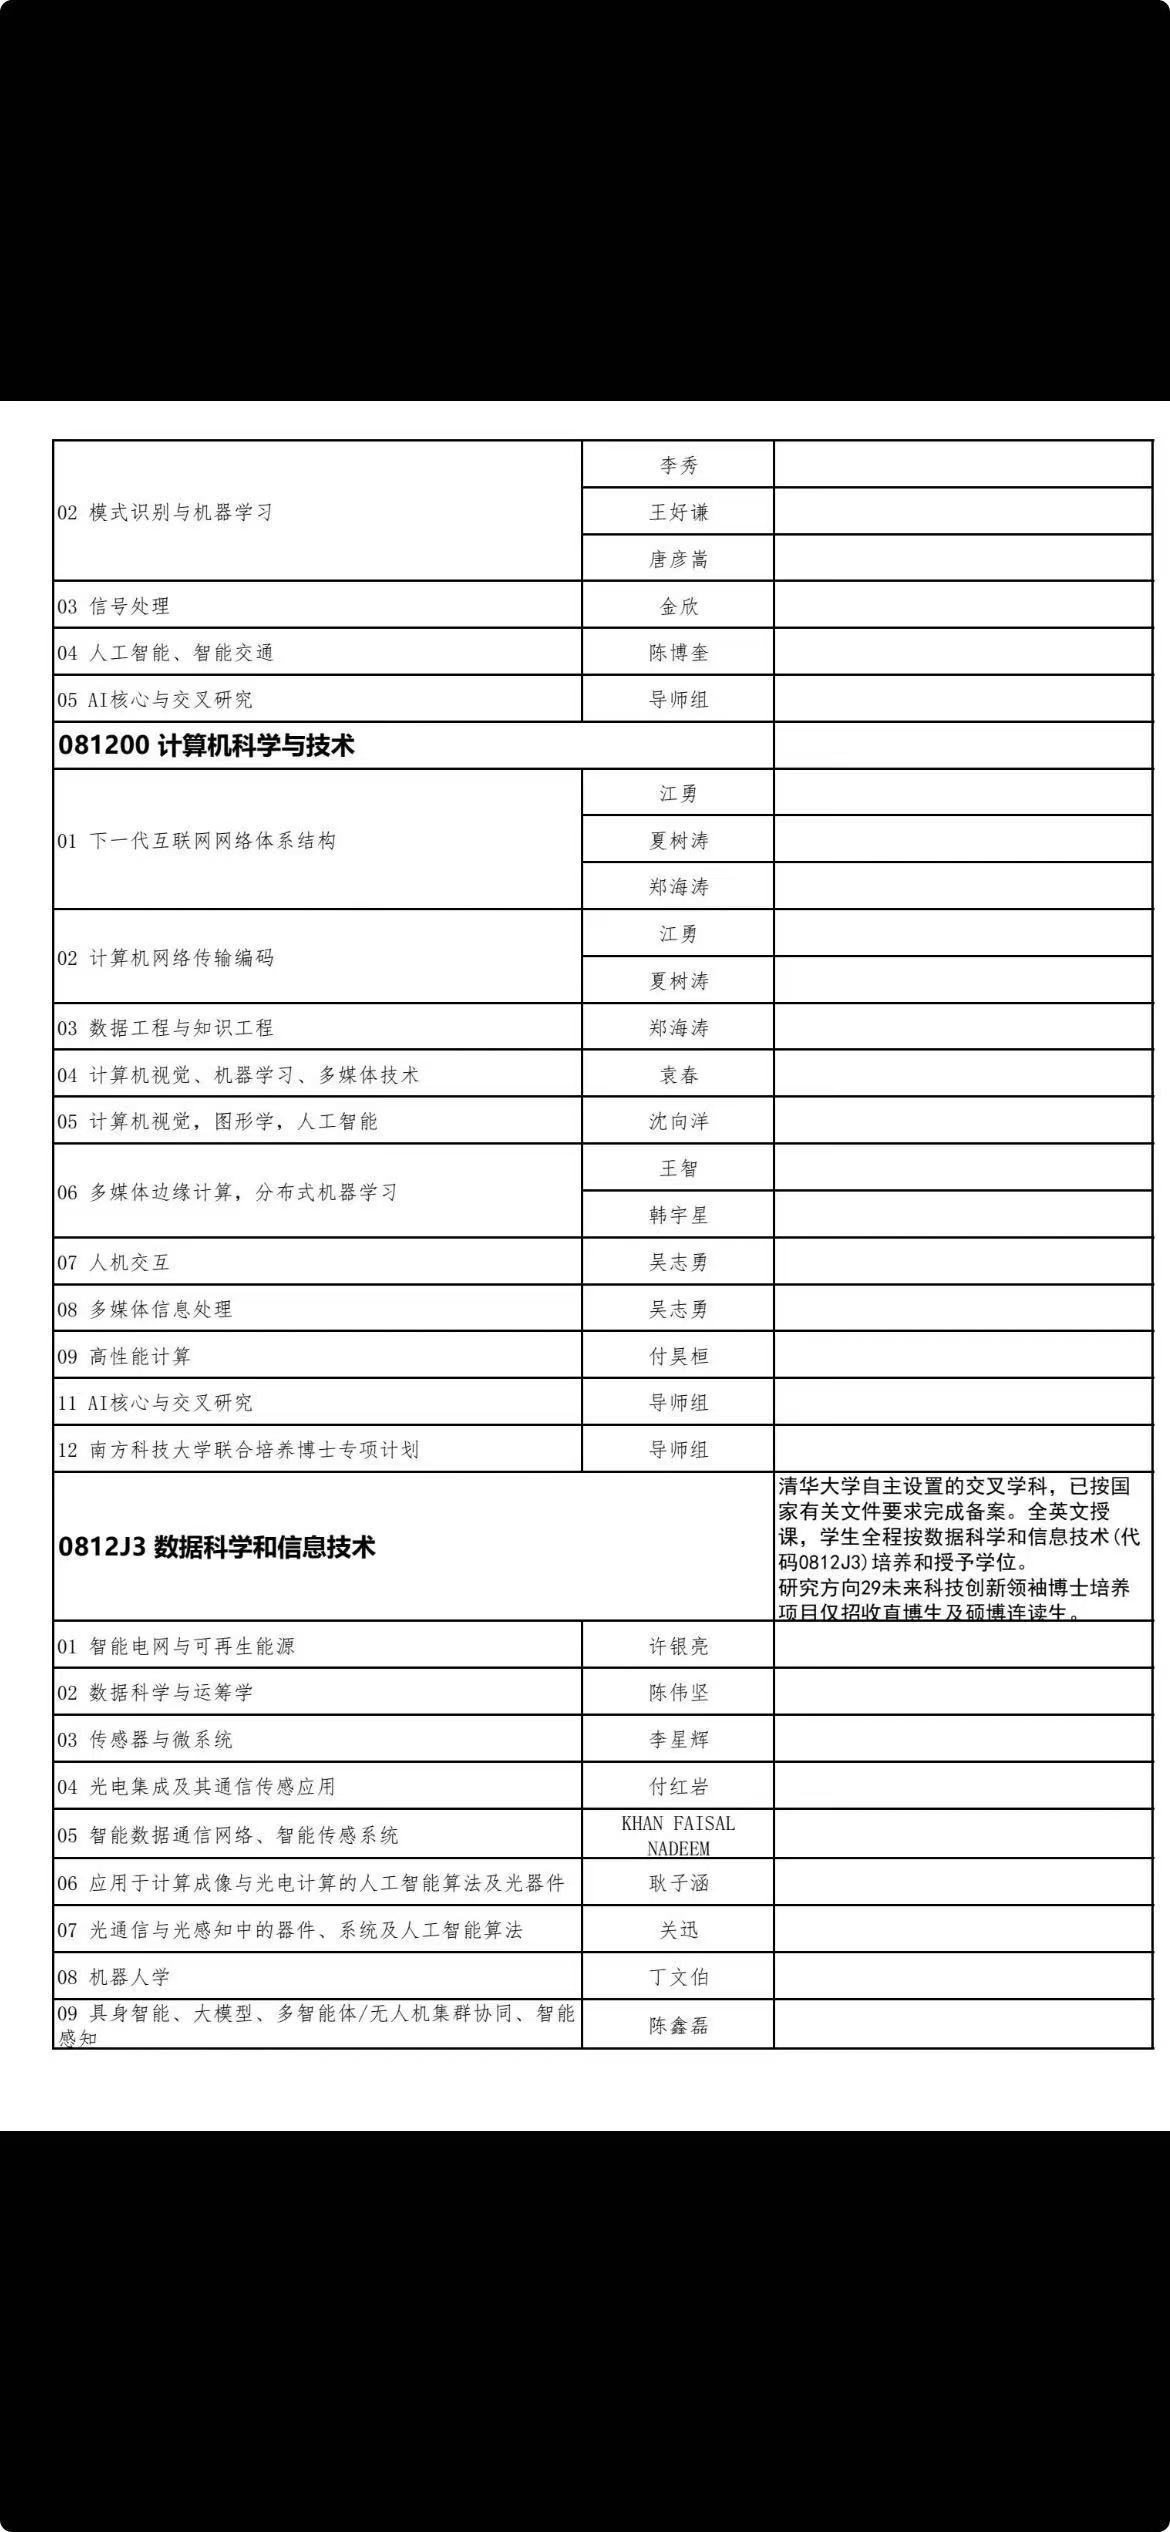 李秀
02 模式识别与机器学习
王好谦
唐彦嵩
03 信号处理
金欣
04 人工智能、智能交通
陈博奎
05 AI核心与交叉研究
导师组
081200 计算机科学与技术
江勇
01 下一代互联网网络体系结构
夏树涛
郑海涛
江勇
02 计算机网络传输编码
夏树涛
03 数据工程与知识工程
郑海涛
04 计算机视觉、机器学习、多媒体技术
袁春
05 计算机视觉，图形学，人工智能
沈向洋
王智
06 多媒体边缘计算，分布式机器学习
韩宇星
07 人机交互
吴志勇
08 多媒体信息处理
吴志勇
09 高性能计算
付昊桓
11 AI核心与交叉研究
导师组
12 南方科技大学联合培养博士专项计划
导师组
0812J3 数据科学和信息技术
清华大学自主设置的交叉学科，已按国
家有关文件要求完成备案。全英文授
课，学生全程按数据科学和信息技术(代
码0812J3)培养和授予学位。
研究方向29未来科技创新领袖博士培养
项目仅招收直博生及硕博连读生。
01 智能电网与可再生能源
许银亮
02 数据科学与运筹学
陈伟坚
03 传感器与微系统
李星辉
04 光电集成及其通信传感应用
付红岩
05 智能数据通信网络、智能传感系统
KHAN FAISAL
NADEEM
06 应用于计算成像与光电计算的人工智能算法及光器件
耿子涵
07 光通信与光感知中的器件、系统及人工智能算法
关迅
08 机器人学
丁文伯
09 具身智能、大模型、多智能体/无人机集群协同、智能
感知
陈鑫磊